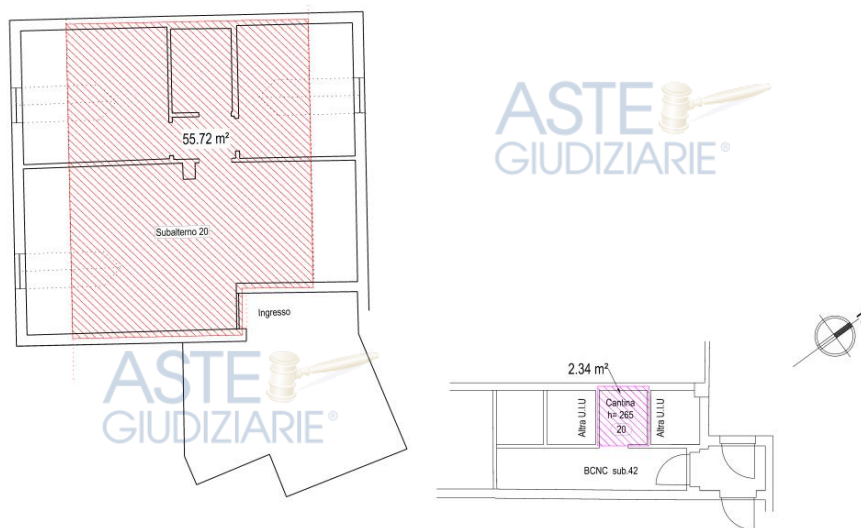 55.72 m²
Subalterno 20
Ingresso
ASTE
GIUDIZIARIE®
ASTE
GIUDIZIARIE®
2.34 m²
Altra U.I.U
Cantina
h= 265
20
Altra U.I.U
BCNC sub.42